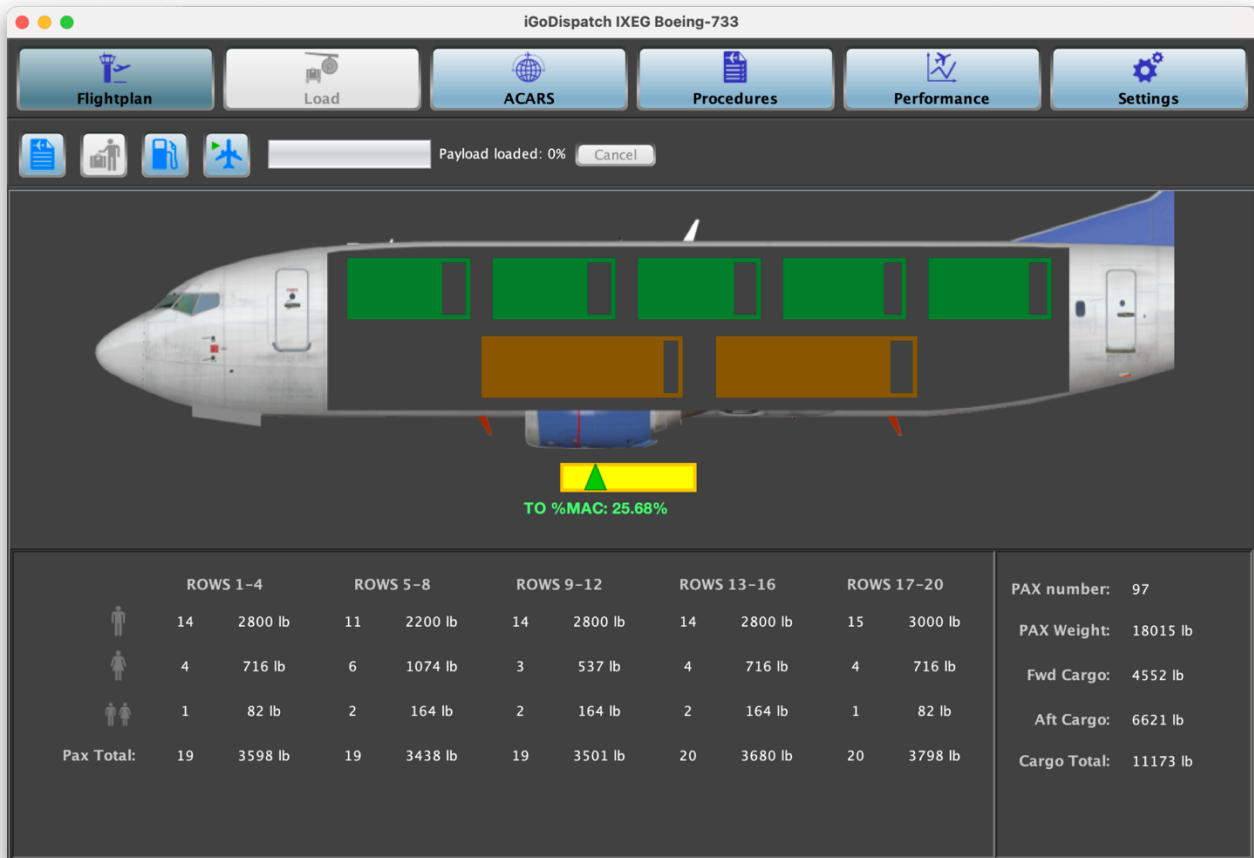 iGoDispatch IXEG Boeing-733
Flightplan Load ACARS Procedures Performance Settings
Payload loaded: 0% Cancel
TO %MAC: 25.68%
ROWS 1-4 ROWS 5-8 ROWS 9-12 ROWS 13-16 ROWS 17-20
14 2800 lb 11 2200 lb 14 2800 lb 14 2800 lb 15 3000 lb
4 716 lb 6 1074 lb 3 537 lb 4 716 lb 4 716 lb
1 82 lb 2 164 lb 2 164 lb 2 164 lb 1 82 lb
Pax Total: 19 3598 lb 19 3438 lb 19 3501 lb 20 3680 lb 20 3798 lb
PAX number: 97
PAX Weight: 18015 lb
Fwd Cargo: 4552 lb
Aft Cargo: 6621 lb
Cargo Total: 11173 lb